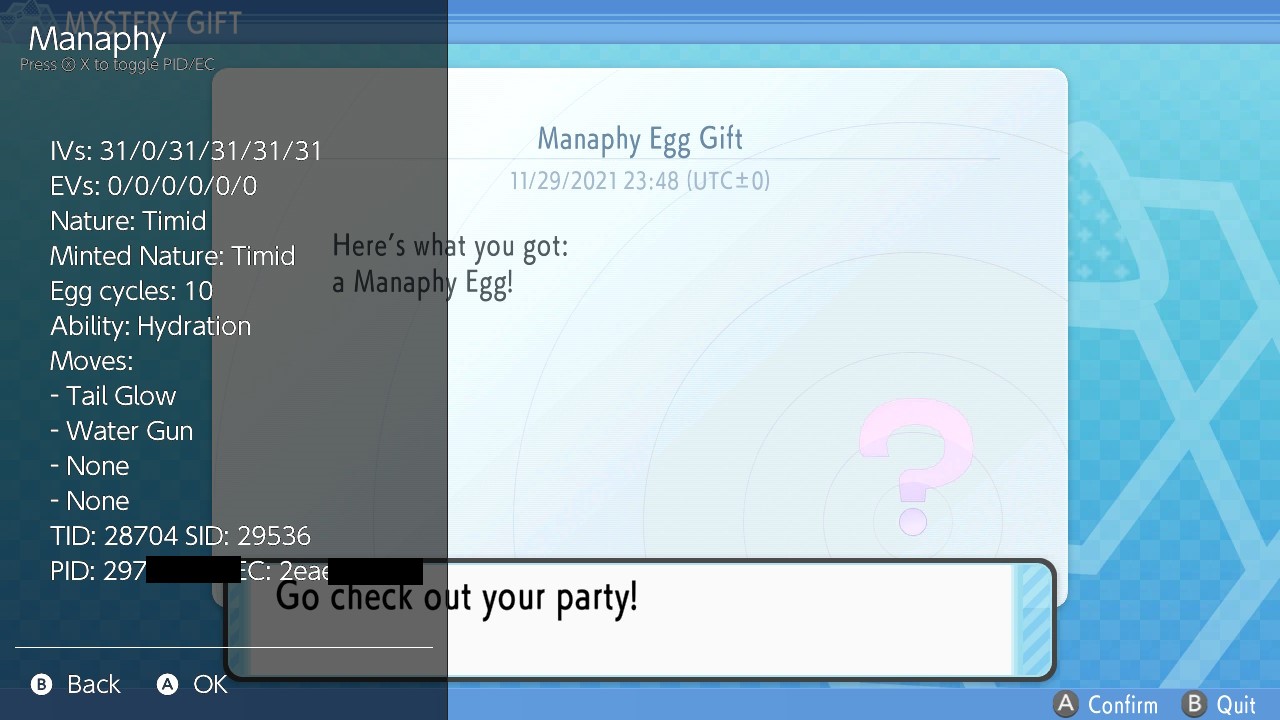 MYSTERY GIFT
Manaphy
Press Ⓧ X to toggle PID/EC
IVs: 31/0/31/31/31/31
EVs: 0/0/0/0/0/0
Nature: Timid
Minted Nature: Timid
Egg cycles: 10
Ability: Hydration
Moves:
- Tail Glow
- Water Gun
- None
- None
TID: 28704 SID: 29536
PID: 297 EC: 2eae
B Back A OK
Manaphy Egg Gift
11/29/2021 23:48 (UTC±0)
Here's what you got:
a Manaphy Egg!
?
Go check out your party!
A Confirm B Quit